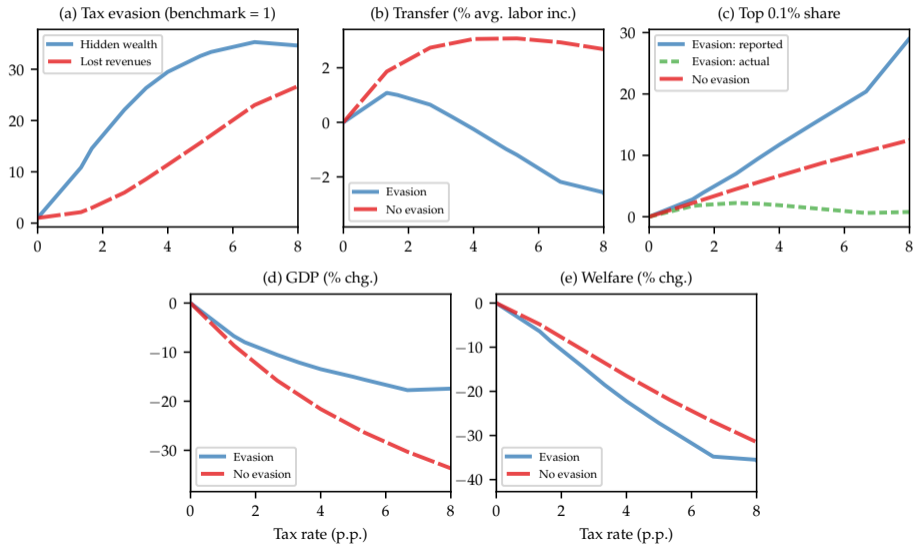 (a) Tax evasion (benchmark = 1)
Hidden wealth
Lost revenues
30
20
10
0
0 2 4 6 8
(b) Transfer (% avg. labor inc.)
2
0
−2
Evasion
No evasion
0 2 4 6 8
(c) Top 0.1% share
Evasion: reported
Evasion: actual
No evasion
30
20
10
0
0 2 4 6 8
(d) GDP (% chg.)
0
−10
−20
−30
Evasion
No evasion
0 2 4 6 8
Tax rate (p.p.)
(e) Welfare (% chg.)
0
−10
−20
−30
−40
Evasion
No evasion
0 2 4 6 8
Tax rate (p.p.)